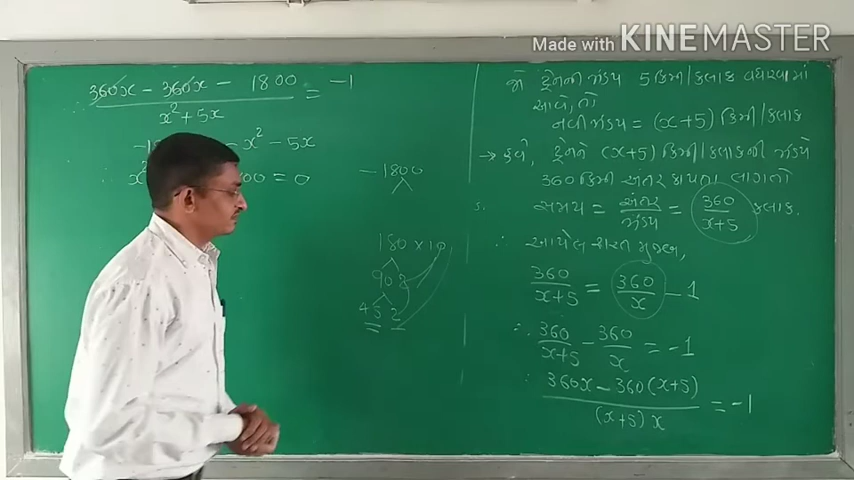 Made with KINEMASTER
360x - 360x - 1800 / x² + 5x = -1
x² 00 = 0
-1800
180 x 10
90 2
45 2
જો ટ્રેનની ઝડપ 5 કિમી/કલાક વધારવામાં
આવે, તો
નવી ઝડપ = (x+5) કિમી/કલાક
→ હવે, ટ્રેનને (x+5) કિમી/કલાકની ઝડપે
360 કિમી અંતર કાપતા લાગતો
સમય = અંતર / ઝડપ = 360 / x+5 કલાક.
∴ આપેલ શરત મુજબ,
360 / x+5 = 360 / x - 1
∴ 360 / x+5 - 360 / x = -1
∴ 360x - 360(x+5) / (x+5) x = -1